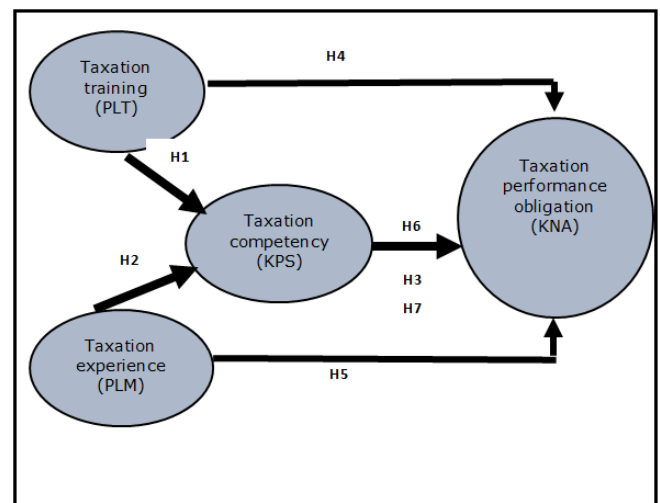 Taxation
training
(PLT)
H4
H1
Taxation
performance
obligation
(KNA)
Taxation
competency
(KPS)
H6
H3
H7
H2
Taxation
experience
(PLM)
H5